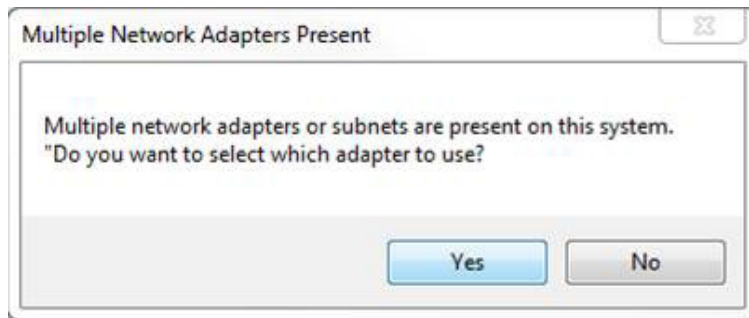 Multiple Network Adapters Present
Multiple network adapters or subnets are present on this system.
"Do you want to select which adapter to use?
Yes
No